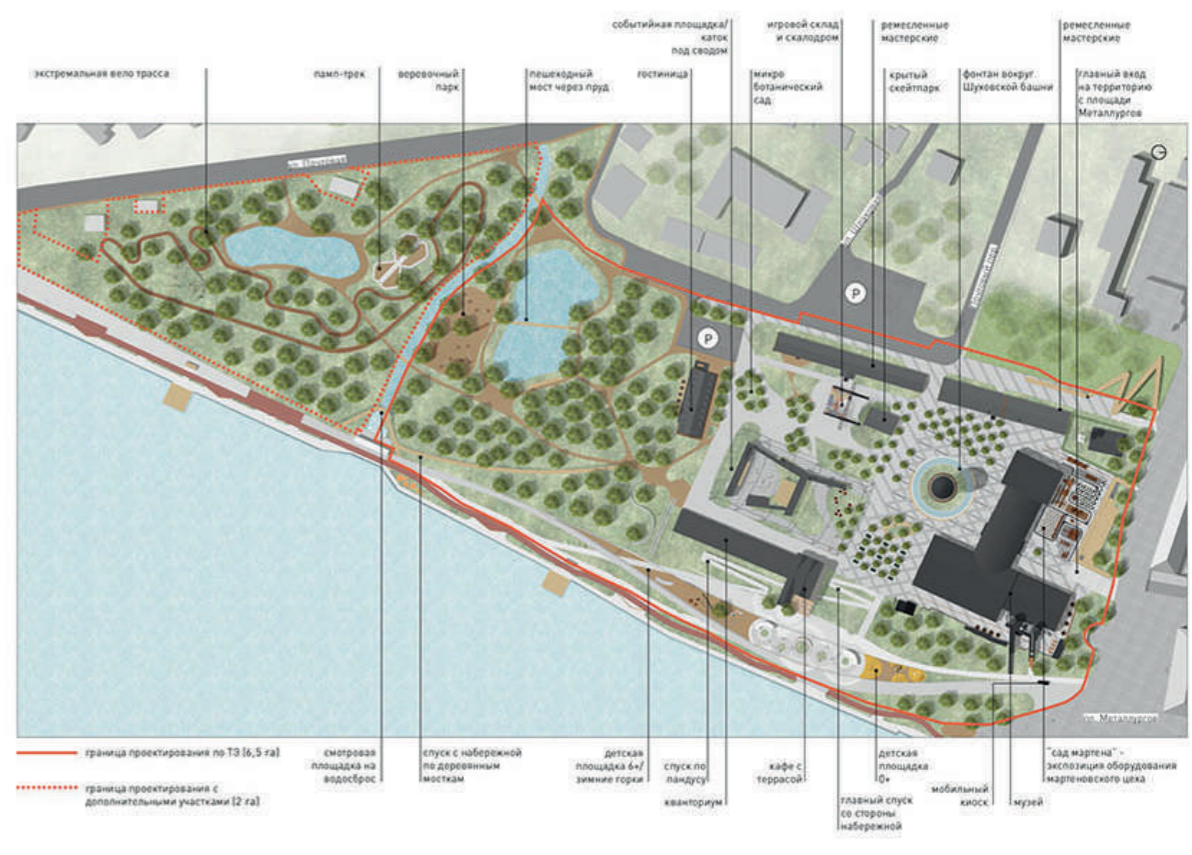 событийная площадка/
каток
под сводом
игровой склад
и скалодром
ремесленные
мастерские
ремесленные
мастерские
экстремальная вело трасса
памп-трек
веревочный
парк
пешеходный
мост через пруд
гостиница
микро
ботанический
сад
крытый
скейтпарк
фонтан вокруг
Шуховской башни
главный вход
на территорию
с площади
Металлургов
P
P
пл. Металлургов
граница проектирования по ТЗ (6,5 га)
граница проектирования с
дополнительными участками (2 га)
смотровая
площадка на
водосброс
спуск с набережной
по деревянным
мосткам
детская
площадка 6+/
зимние горки
спуск по
пандусу
кванториум
кафе с
террасой
главный спуск
со стороны
набережной
детская
площадка
0+
мобильный
киоск
музей
"сад мартена" -
экспозиция оборудования
мартеновского цеха